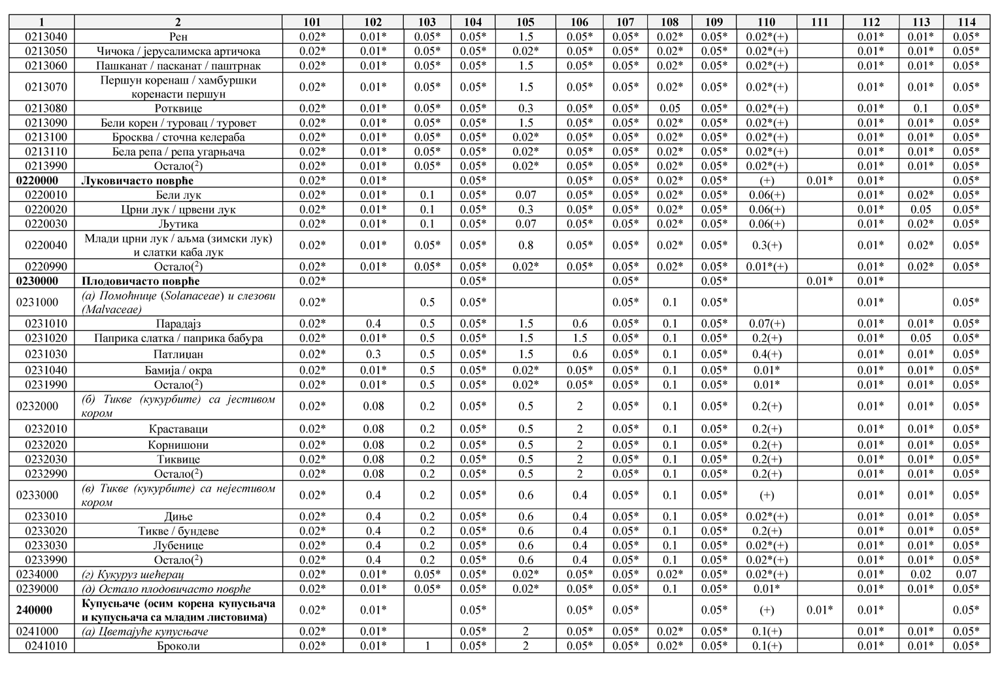 1 2 101 102 103 104 105 106 107 108 109 110 111 112 113 114
0213040 Рен 0.02* 0.01* 0.05* 0.05* 1.5 0.05* 0.05* 0.02* 0.05* 0.02*(+) 0.01* 0.01* 0.05*
0213050 Чичока / јерусалимска артичока 0.02* 0.01* 0.05* 0.05* 0.02* 0.05* 0.05* 0.02* 0.05* 0.02*(+) 0.01* 0.01* 0.05*
0213060 Пашканат / пасканат / паштрнак 0.02* 0.01* 0.05* 0.05* 1.5 0.05* 0.05* 0.02* 0.05* 0.02*(+) 0.01* 0.01* 0.05*
Першун коренаш / хамбуршки
0213070 0.02* 0.01* 0.05* 0.05* 1.5 0.05* 0.05* 0.02* 0.05* 0.02*(+) 0.01* 0.01* 0.05*
коренасти першун
0213080 Ротквице 0.02* 0.01* 0.05* 0.05* 0.3 0.05* 0.05* 0.05 0.05* 0.02*(+) 0.01* 0.1 0.05*
0213090 Бели корен / туровац / туровет 0.02* 0.01* 0.05* 0.05* 1.5 0.05* 0.05* 0.02* 0.05* 0.02*(+) 0.01* 0.01* 0.05*
0213100 Бросква / сточна келераба 0.02* 0.01* 0.05* 0.05* 0.02* 0.05* 0.05* 0.02* 0.05* 0.02*(+) 0.01* 0.01* 0.05*
0213110 Бела репа / репа угарњача 0.02* 0.01* 0.05* 0.05* 0.02* 0.05* 0.05* 0.02* 0.05* 0.02*(+) 0.01* 0.01* 0.05*
0213990 Остало(²) 0.02* 0.01* 0.05* 0.05* 0.02* 0.05* 0.05* 0.02* 0.05* 0.02*(+) 0.01* 0.01* 0.05*
0220000 Луковичасто поврће 0.02* 0.01* 0.05* 0.05* 0.05* 0.02* 0.05* (+) 0.01* 0.01* 0.05*
0220010 Бели лук 0.02* 0.01* 0.1 0.05* 0.07 0.05* 0.05* 0.02* 0.05* 0.06(+) 0.01* 0.02* 0.05*
0220020 Црни лук / црвени лук 0.02* 0.01* 0.1 0.05* 0.3 0.05* 0.05* 0.02* 0.05* 0.06(+) 0.01* 0.05 0.05*
0220030 Љутика 0.02* 0.01* 0.1 0.05* 0.07 0.05* 0.05* 0.02* 0.05* 0.06(+) 0.01* 0.02* 0.05*
Млади црни лук / аљма (зимски лук)
0220040 0.02* 0.01* 0.05* 0.05* 0.8 0.05* 0.05* 0.02* 0.05* 0.3(+) 0.01* 0.02* 0.05*
и слатки каба лук
0220990 Остало(²) 0.02* 0.01* 0.05* 0.05* 0.02* 0.05* 0.05* 0.02* 0.05* 0.01*(+) 0.01* 0.02* 0.05*
0230000 Плодовичасто поврће 0.02* 0.05* 0.05* 0.05* 0.01* 0.01*
(а) Помоћнице (Solanaceae) и слезови
0231000 0.02* 0.5 0.05* 0.05* 0.1 0.05* 0.01* 0.05*
(Malvaceae)
0231010 Парадајз 0.02* 0.4 0.5 0.05* 1.5 0.6 0.05* 0.1 0.05* 0.07(+) 0.01* 0.01* 0.05*
0231020 Паприка слатка / паприка бабура 0.02* 0.01* 0.5 0.05* 1.5 1.5 0.05* 0.1 0.05* 0.2(+) 0.01* 0.05 0.05*
0231030 Патлиџан 0.02* 0.3 0.5 0.05* 1.5 0.6 0.05* 0.1 0.05* 0.4(+) 0.01* 0.01* 0.05*
0231040 Бамија / окра 0.02* 0.01* 0.5 0.05* 0.02* 0.05* 0.05* 0.1 0.05* 0.01* 0.01* 0.01* 0.05*
0231990 Остало(²) 0.02* 0.01* 0.5 0.05* 0.02* 0.05* 0.05* 0.1 0.05* 0.01* 0.01* 0.01* 0.05*
(б) Тикве (кукурбите) са јестивом
0232000 0.02* 0.08 0.2 0.05* 0.5 2 0.05* 0.1 0.05* 0.2(+) 0.01* 0.01* 0.05*
кором
0232010 Краставаци 0.02* 0.08 0.2 0.05* 0.5 2 0.05* 0.1 0.05* 0.2(+) 0.01* 0.01* 0.05*
0232020 Корнишони 0.02* 0.08 0.2 0.05* 0.5 2 0.05* 0.1 0.05* 0.2(+) 0.01* 0.01* 0.05*
0232030 Тиквице 0.02* 0.08 0.2 0.05* 0.5 2 0.05* 0.1 0.05* 0.2(+) 0.01* 0.01* 0.05*
0232990 Остало(²) 0.02* 0.08 0.2 0.05* 0.5 2 0.05* 0.1 0.05* 0.2(+) 0.01* 0.01* 0.05*
(в) Тикве (кукурбите) са нејестивом
0233000 0.02* 0.4 0.2 0.05* 0.6 0.4 0.05* 0.1 0.05* (+) 0.01* 0.01* 0.05*
кором
0233010 Диње 0.02* 0.4 0.2 0.05* 0.6 0.4 0.05* 0.1 0.05* 0.02*(+) 0.01* 0.01* 0.05*
0233020 Тикве / бундеве 0.02* 0.4 0.2 0.05* 0.6 0.4 0.05* 0.1 0.05* 0.2(+) 0.01* 0.01* 0.05*
0233030 Лубенице 0.02* 0.4 0.2 0.05* 0.6 0.4 0.05* 0.1 0.05* 0.02*(+) 0.01* 0.01* 0.05*
0233990 Остало(²) 0.02* 0.4 0.2 0.05* 0.6 0.4 0.05* 0.1 0.05* 0.02*(+) 0.01* 0.01* 0.05*
0234000 (г) Кукуруз шећерац 0.02* 0.01* 0.05* 0.05* 0.02* 0.05* 0.05* 0.02* 0.05* 0.02*(+) 0.01* 0.02 0.07
0239000 (д) Остало плодовичасто поврће 0.02* 0.01* 0.05* 0.05* 0.02* 0.05* 0.05* 0.1 0.05* 0.01* 0.01* 0.01* 0.05*
Купусњаче (осим корена купусњача
240000 0.02* 0.01* 0.05* 0.05* 0.05* 0.05* (+) 0.01* 0.01* 0.05*
и купусњача са младим листовима)
0241000 (а) Цветајуће купусњаче 0.02* 0.01* 0.05* 2 0.05* 0.05* 0.02* 0.05* 0.1(+) 0.01* 0.01* 0.05*
0241010 Броколи 0.02* 0.01* 1 0.05* 2 0.05* 0.05* 0.02* 0.05* 0.1(+) 0.01* 0.01* 0.05*